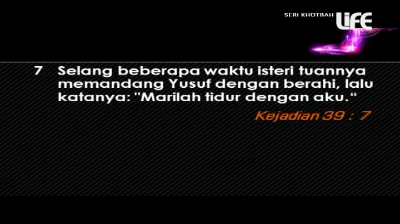 SERI KHOTBAH
LiFE
7 Selang beberapa waktu isteri tuannya
memandang Yusuf dengan berahi, lalu
katanya: "Marilah tidur dengan aku.“
Kejadian 39 : 7